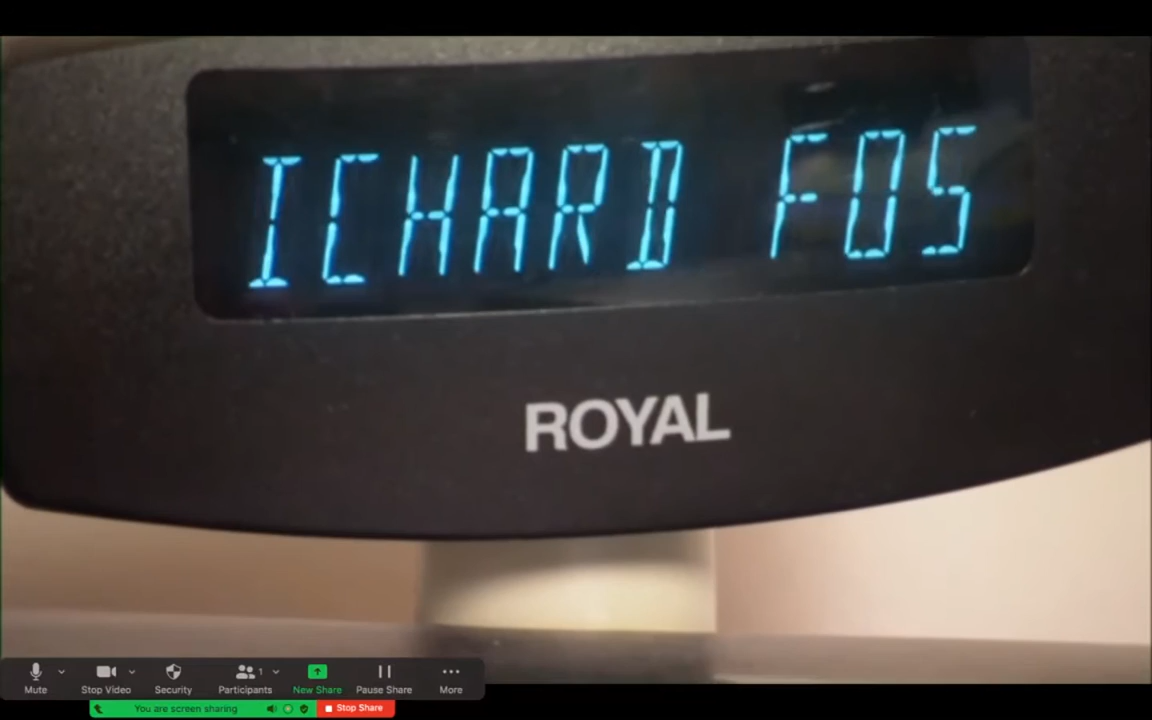 ICHARD FOS
ROYAL
1
Mute
Stop Video
Security
Participants
New Share
Pause Share
More
You are screen sharing
Stop Share